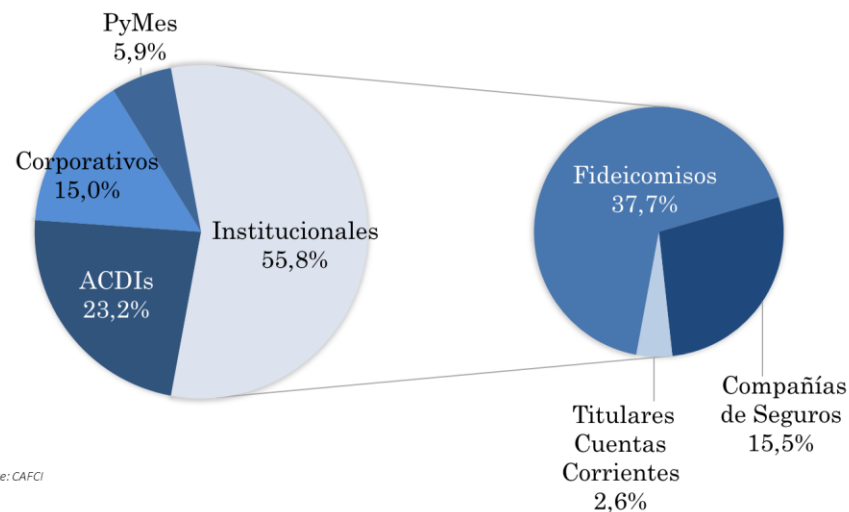 PyMes
5,9%
Corporativos
15,0%
Institucionales
55,8%
ACDIs
23,2%
Fideicomisos
37,7%
Compañías
de Seguros
15,5%
Titulares
Cuentas
Corrientes
2,6%
e: CAFCI